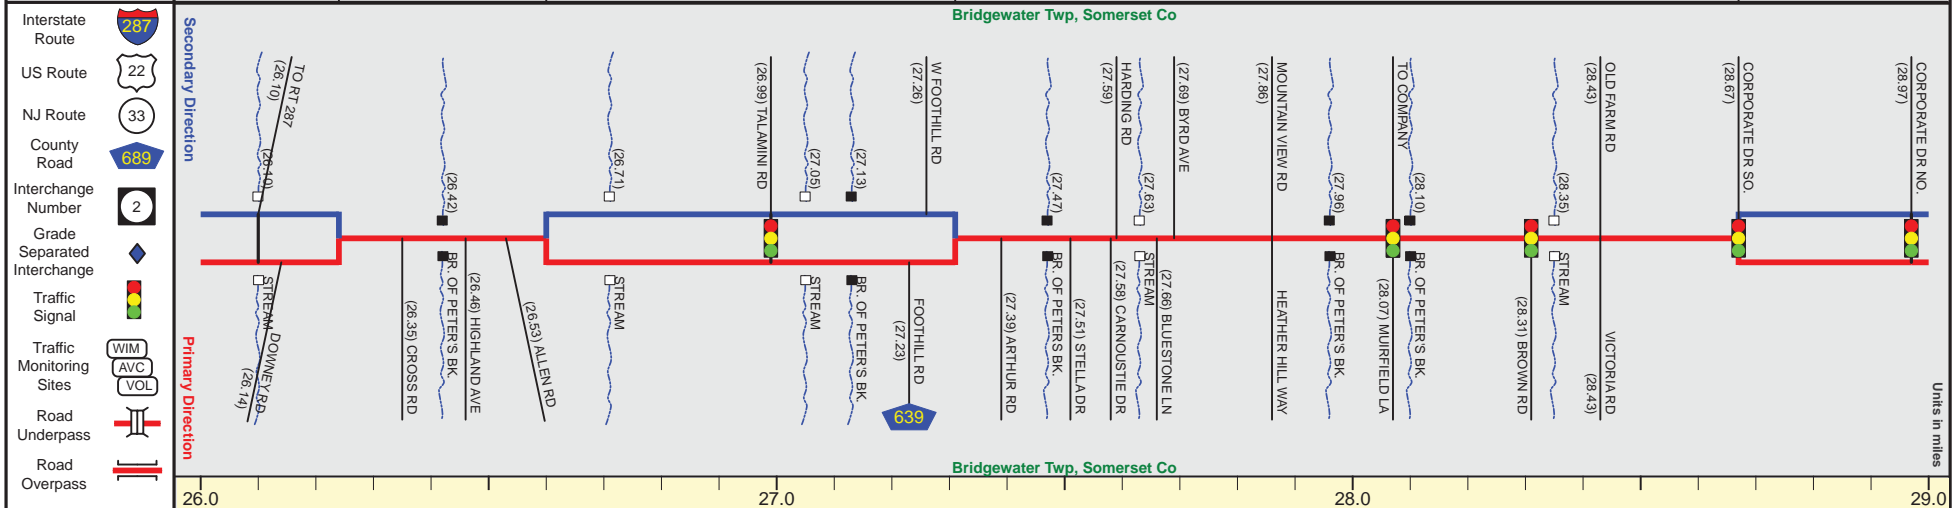 Interstate
Route
287
US Route
22
NJ Route
33
County
Road
689
Interchange
Number
2
Grade
Separated
Interchange
Traffic
Signal
Traffic
Monitoring
Sites
WIM
AVC
VOL
Road
Underpass
Road
Overpass
Secondary Direction
Primary Direction
Bridgewater Twp, Somerset Co
TO RT 287
(26.10)
(26.10)
(26.42)
(26.71)
(26.99) TALAMINI RD
(27.05)
(27.13)
W FOOTHILL RD
(27.26)
(27.47)
HARDING RD
(27.59)
(27.63)
(27.69) BYRD AVE
MOUNTAIN VIEW RD
(27.86)
(27.96)
TO COMPANY
(28.10)
(28.35)
OLD FARM RD
(28.43)
CORPORATE DR SO.
(28.67)
CORPORATE DR NO.
(28.97)
STREAM
DOWNEY RD
(26.14)
(26.35) CROSS RD
BR. OF PETER'S BK.
(26.46) HIGHLAND AVE
(26.53) ALLEN RD
STREAM
STREAM
BR. OF PETER'S BK.
FOOTHILL RD
(27.23)
639
(27.39) ARTHUR RD
BR. OF PETERS BK.
(27.51) STELLA DR
(27.58) CARNOUSTIE DR
STREAM
(27.66) BLUESTONE LN
HEATHER HILL WAY
BR. OF PETER'S BK.
(28.07) MUIRFIELD LA
BR. OF PETER'S BK.
(28.31) BROWN RD
STREAM
VICTORIA RD
(28.43)
Units in miles
Bridgewater Twp, Somerset Co
26.0
27.0
28.0
29.0